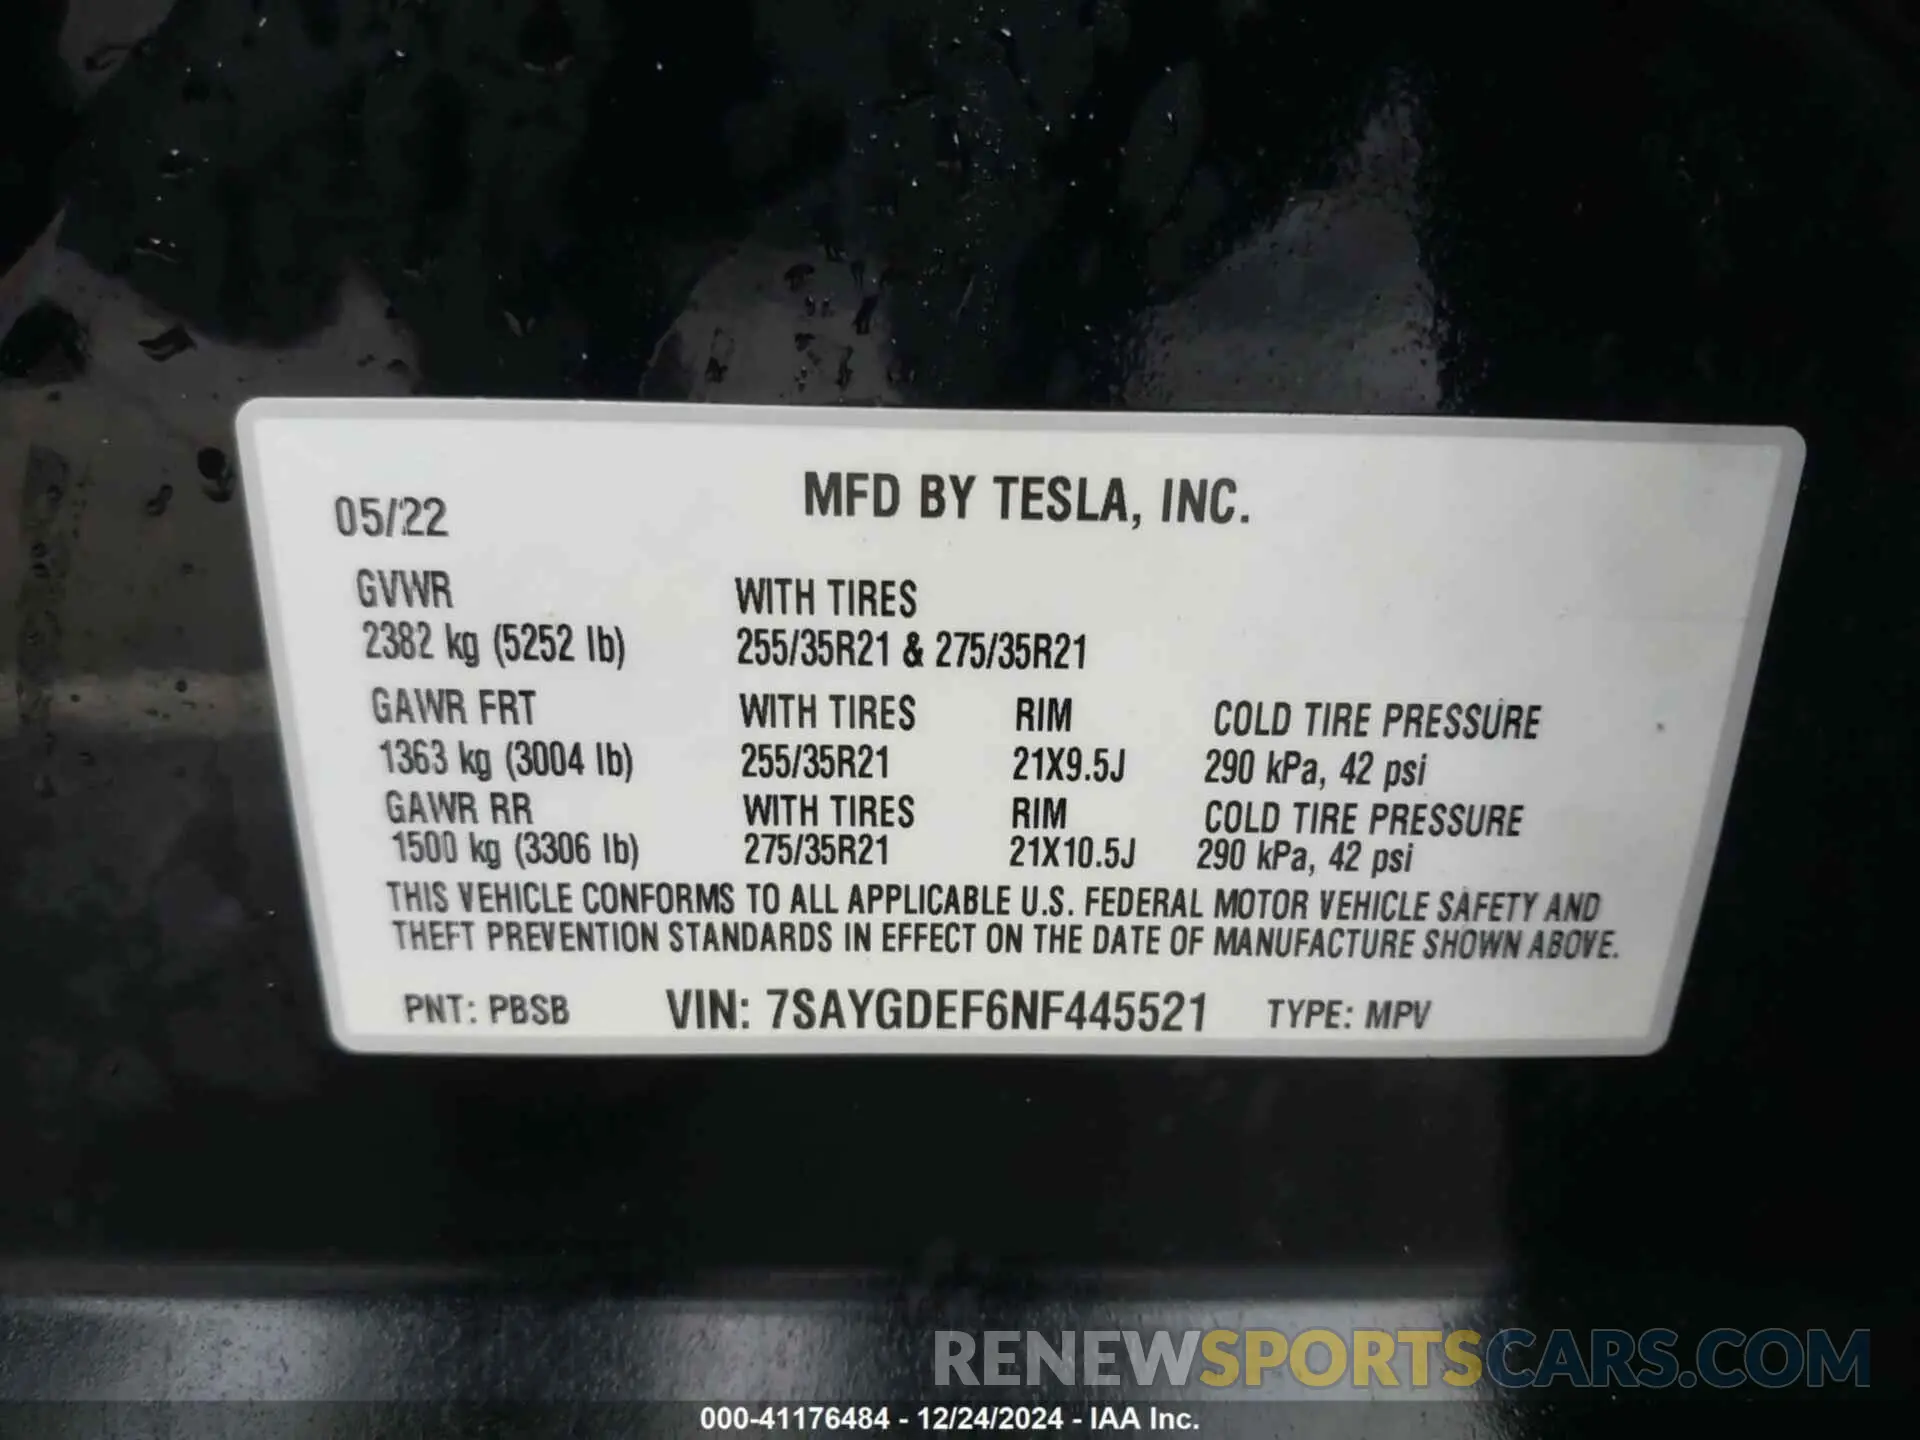 05/22 MFD BY TESLA, INC.
GVWR WITH TIRES
2382 kg (5252 lb) 255/35R21 & 275/35R21
GAWR FRT WITH TIRES RIM COLD TIRE PRESSURE
1363 kg (3004 lb) 255/35R21 21X9.5J 290 kPa, 42 psi
GAWR RR WITH TIRES RIM COLD TIRE PRESSURE
1500 kg (3306 lb) 275/35R21 21X10.5J 290 kPa, 42 psi
THIS VEHICLE CONFORMS TO ALL APPLICABLE U.S. FEDERAL MOTOR VEHICLE SAFETY AND
THEFT PREVENTION STANDARDS IN EFFECT ON THE DATE OF MANUFACTURE SHOWN ABOVE.
PNT: PBSB VIN: 7SAYGDEF6NF445521 TYPE: MPV
RENEWSPORTSCARS.COM
000-41176484 - 12/24/2024 - IAA Inc.